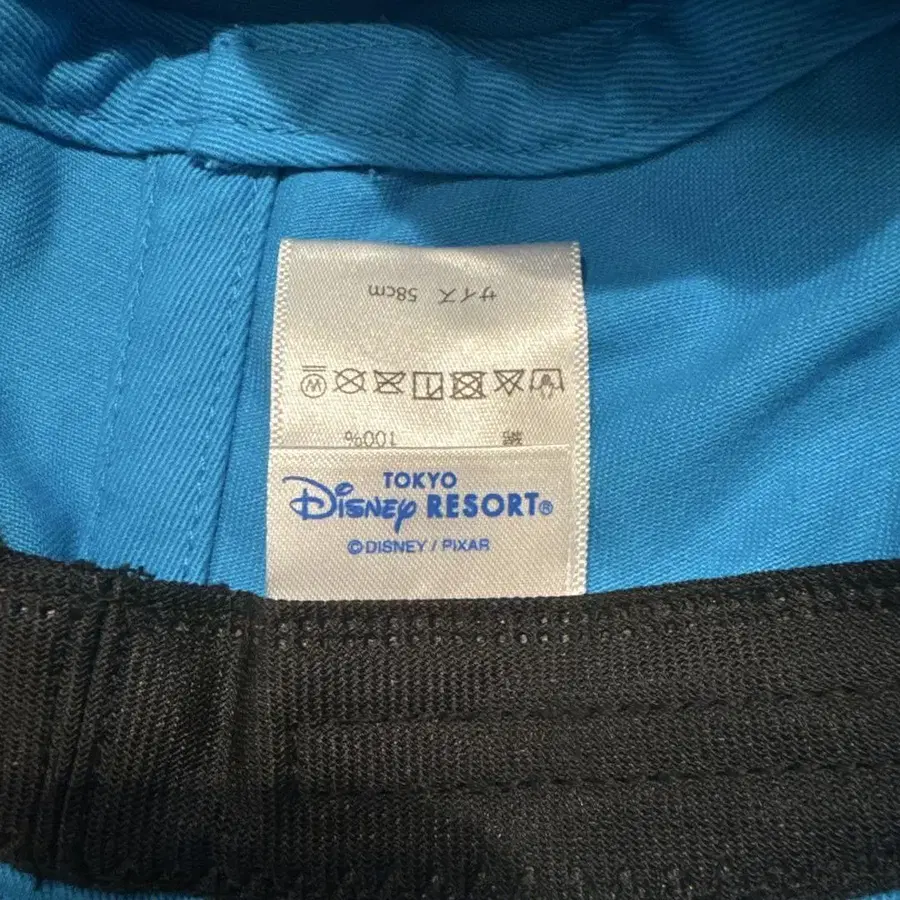 サイズ 58cm
綿 100%
TOKYO
Disney RESORT®
©DISNEY / PIXAR